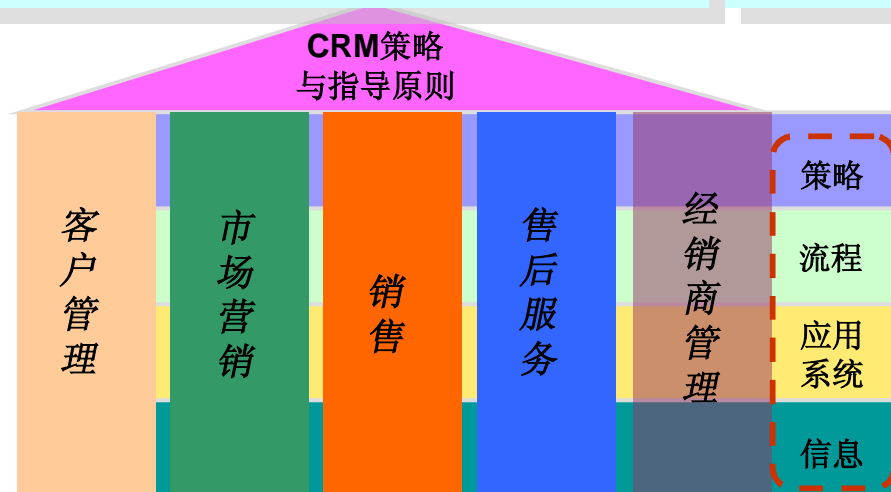 CRM策略
与指导原则
客户管理
市场营销
销售
售后服务
经销商管理
策略
流程
应用
系统
信息